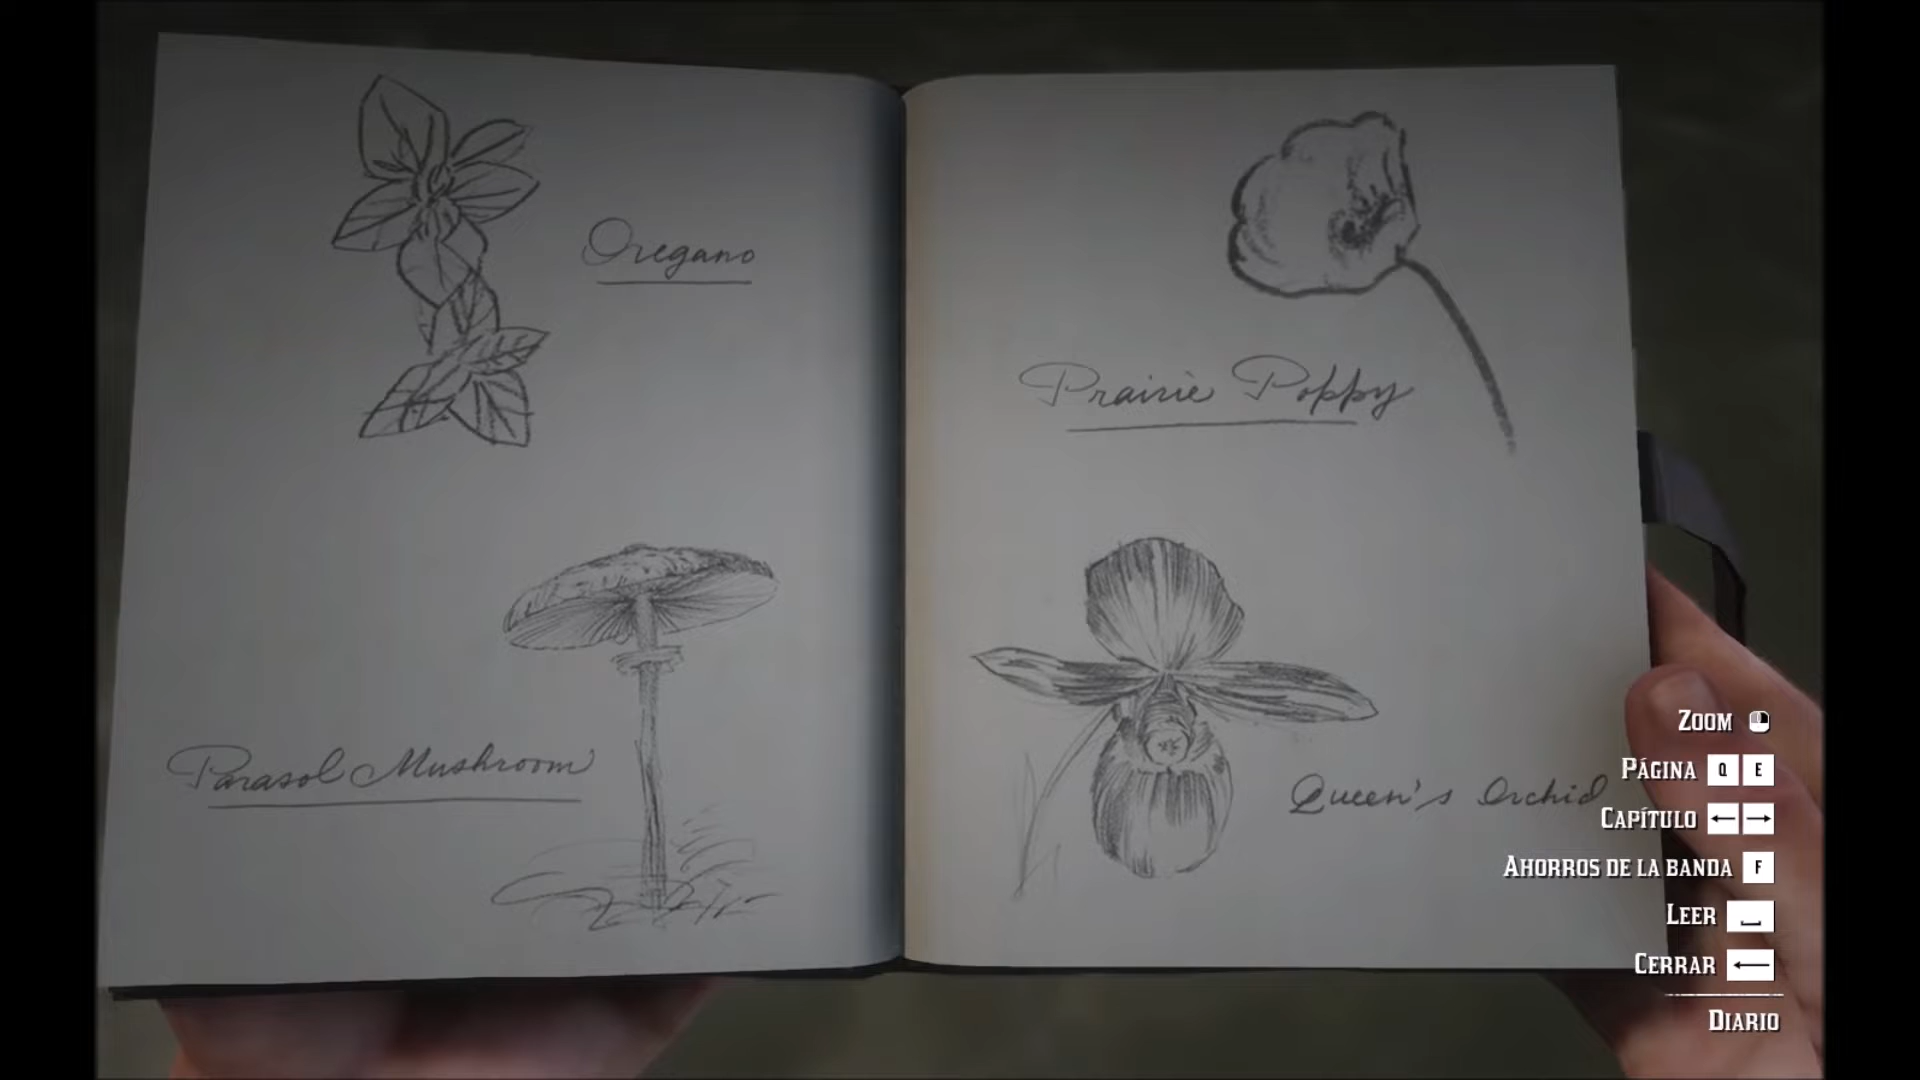 Oregano
Parasol Mushroom
Prairie Poppy
Queen's Orchid
ZOOM
PÁGINA Q E
CAPÍTULO ← →
AHORROS DE LA BANDA F
LEER
CERRAR ←
DIARIO